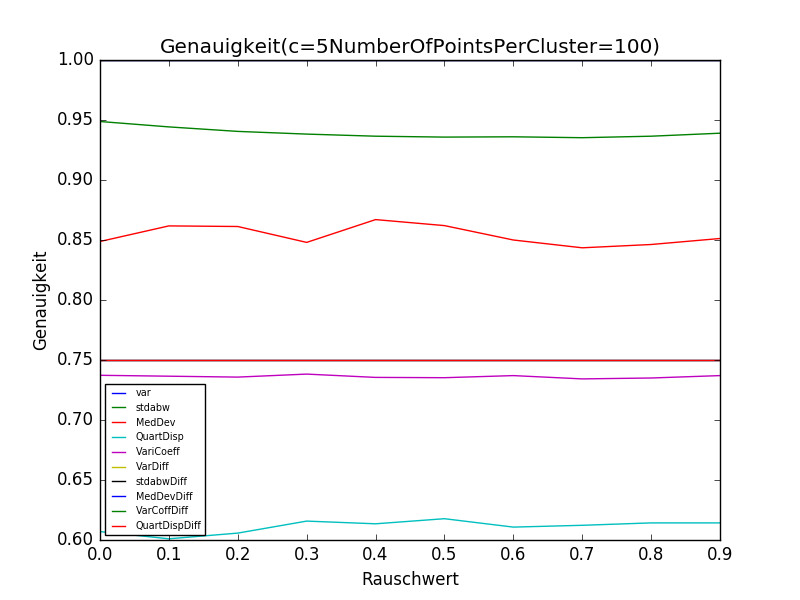 Genauigkeit(c=5NumberOfPointsPerCluster=100)
1.00
0.95
0.90
0.85
0.80
0.75
0.70
0.65
0.60
Genauigkeit
var
stdabw
MedDev
QuartDisp
VariCoeff
VarDiff
stdabwDiff
MedDevDiff
VarCoffDiff
QuartDispDiff
0.0 0.1 0.2 0.3 0.4 0.5 0.6 0.7 0.8 0.9
Rauschwert